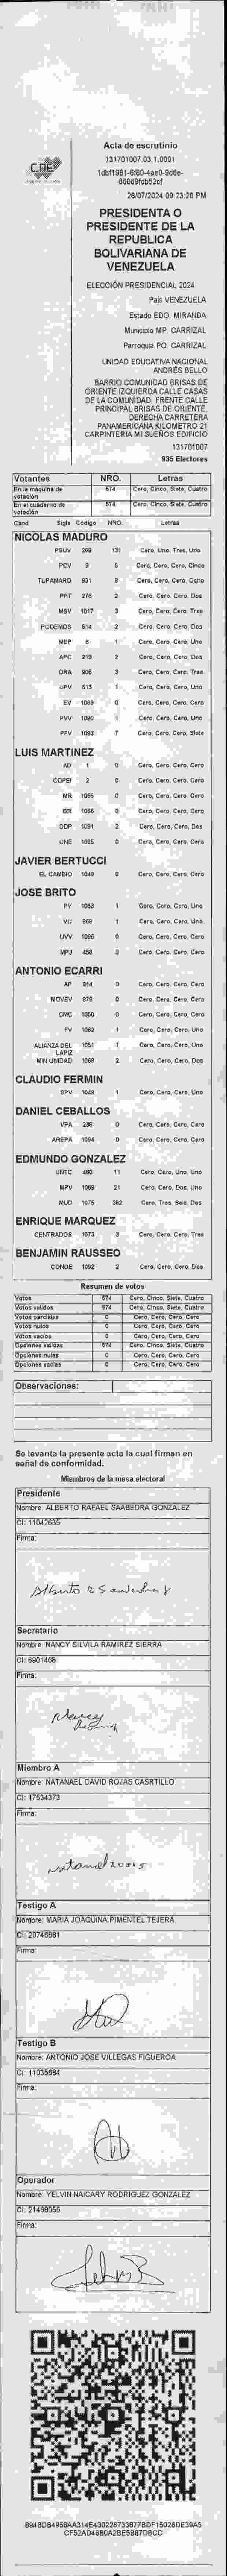 CNE
Acta de escrutinio
131701007.03.1.0001
28/07/2024 09:23:20 PM
PRESIDENTA O
PRESIDENTE DE LA
REPUBLICA
BOLIVARIANA DE
VENEZUELA
ELECCIÓN PRESIDENCIAL 2024
País VENEZUELA
Estado EDO. MIRANDA
Municipio MP. CARRIZAL
Parroquia PQ. CARRIZAL
UNIDAD EDUCATIVA NACIONAL
ANDRÉS BELLO
BARRIO COMUNIDAD BRISAS DE
ORIENTE IZQUIERDA CALLE CASAS
DE LA COMUNIDAD. FRENTE CALLE
PRINCIPAL BRISAS DE ORIENTE.
DERECHA CARRETERA
PANAMERICANA KILOMETRO 21
CARPINTERIA MI SUEÑOS EDIFICIO
131701007
935 Electores
Votantes NRO. Letras
En la máquina de votación 574 Cero, Cinco, Siete, Cuatro
En el cuaderno de votación 574 Cero, Cinco, Siete, Cuatro
Cand Sigla Código NRO. Letras
NICOLAS MADURO
PSUV 269 131 Cero, Uno, Tres, Uno
PCV 9 5 Cero, Cero, Cero, Cinco
TUPAMARO 931 8 Cero, Cero, Cero, Ocho
PPT 275 2 Cero, Cero, Cero, Dos
MSV 1017 3 Cero, Cero, Cero, Tres
PODEMOS 514 2 Cero, Cero, Cero, Dos
MEP 6 1 Cero, Cero, Cero, Uno
APC 219 2 Cero, Cero, Cero, Dos
ORA 906 3 Cero, Cero, Cero, Tres
UPV 613 1 Cero, Cero, Cero, Uno
EV 1089 0 Cero, Cero, Cero, Cero
PVV 1090 1 Cero, Cero, Cero, Uno
PFV 1093 7 Cero, Cero, Cero, Siete
LUIS MARTINEZ
AD 1 0 Cero, Cero, Cero, Cero
COPEI 2 0 Cero, Cero, Cero, Cero
MR 1066 0 Cero, Cero, Cero, Cero
BR 1086 0 Cero, Cero, Cero, Cero
DDP 1091 2 Cero, Cero, Cero, Dos
UNE 1095 0 Cero, Cero, Cero, Cero
JAVIER BERTUCCI
EL CAMBIO 1048 0 Cero, Cero, Cero, Cero
JOSE BRITO
PV 1063 1 Cero, Cero, Cero, Uno
VU 868 1 Cero, Cero, Cero, Uno
UVV 1096 0 Cero, Cero, Cero, Cero
MPJ 450 0 Cero, Cero, Cero, Cero
ANTONIO ECARRI
AP 814 0 Cero, Cero, Cero, Cero
MOVEV 978 0 Cero, Cero, Cero, Cero
CMC 1050 0 Cero, Cero, Cero, Cero
FV 1062 1 Cero, Cero, Cero, Uno
ALIANZA DEL LAPIZ 1051 1 Cero, Cero, Cero, Uno
MIN UNIDAD 1088 2 Cero, Cero, Cero, Dos
CLAUDIO FERMIN
SPV 1049 1 Cero, Cero, Cero, Uno
DANIEL CEBALLOS
VPA 236 0 Cero, Cero, Cero, Cero
AREPA 1094 0 Cero, Cero, Cero, Cero
EDMUNDO GONZALEZ
UNTC 460 11 Cero, Cero, Uno, Uno
MPV 1069 21 Cero, Cero, Dos, Uno
MUD 1075 362 Cero, Tres, Seis, Dos
ENRIQUE MARQUEZ
CENTRADOS 1073 3 Cero, Cero, Cero, Tres
BENJAMIN RAUSSEO
CONDE 1092 2 Cero, Cero, Cero, Dos
Resumen de votos
Votos 574 Cero, Cinco, Siete, Cuatro
Votos validos 574 Cero, Cinco, Siete, Cuatro
Votos parciales 0 Cero, Cero, Cero, Cero
Votos nulos 0 Cero, Cero, Cero, Cero
Votos vacios 0 Cero, Cero, Cero, Cero
Opciones validas 574 Cero, Cinco, Siete, Cuatro
Opciones nulas 0 Cero, Cero, Cero, Cero
Opciones vacias 0 Cero, Cero, Cero, Cero
Observaciones:
Se levanta la presente acta la cual firman en
señal de conformidad.
Miembros de la mesa electoral
Presidente
Nombre: ALBERTO RAFAEL SAABEDRA GONZALEZ
CI: 11042635
Firma:
Alberto R Saavedra G
Secretario
Nombre: NANCY SILVILA RAMIREZ SIERRA
CI: 6901468
Firma:
Nancy
Miembro A
Nombre: NATANAEL DAVID ROJAS CASRTILLO
CI: 17534373
Firma:
Natanael rojas
Testigo A
Nombre: MARIA JOAQUINA PIMENTEL TEJERA
CI: 20746881
Firma:
Testigo B
Nombre: ANTONIO JOSE VILLEGAS FIGUEROA
CI: 11035684
Firma:
Operador
Nombre: YELVIN NAICARY RODRIGUEZ GONZALEZ
CI: 21468056
Firma: